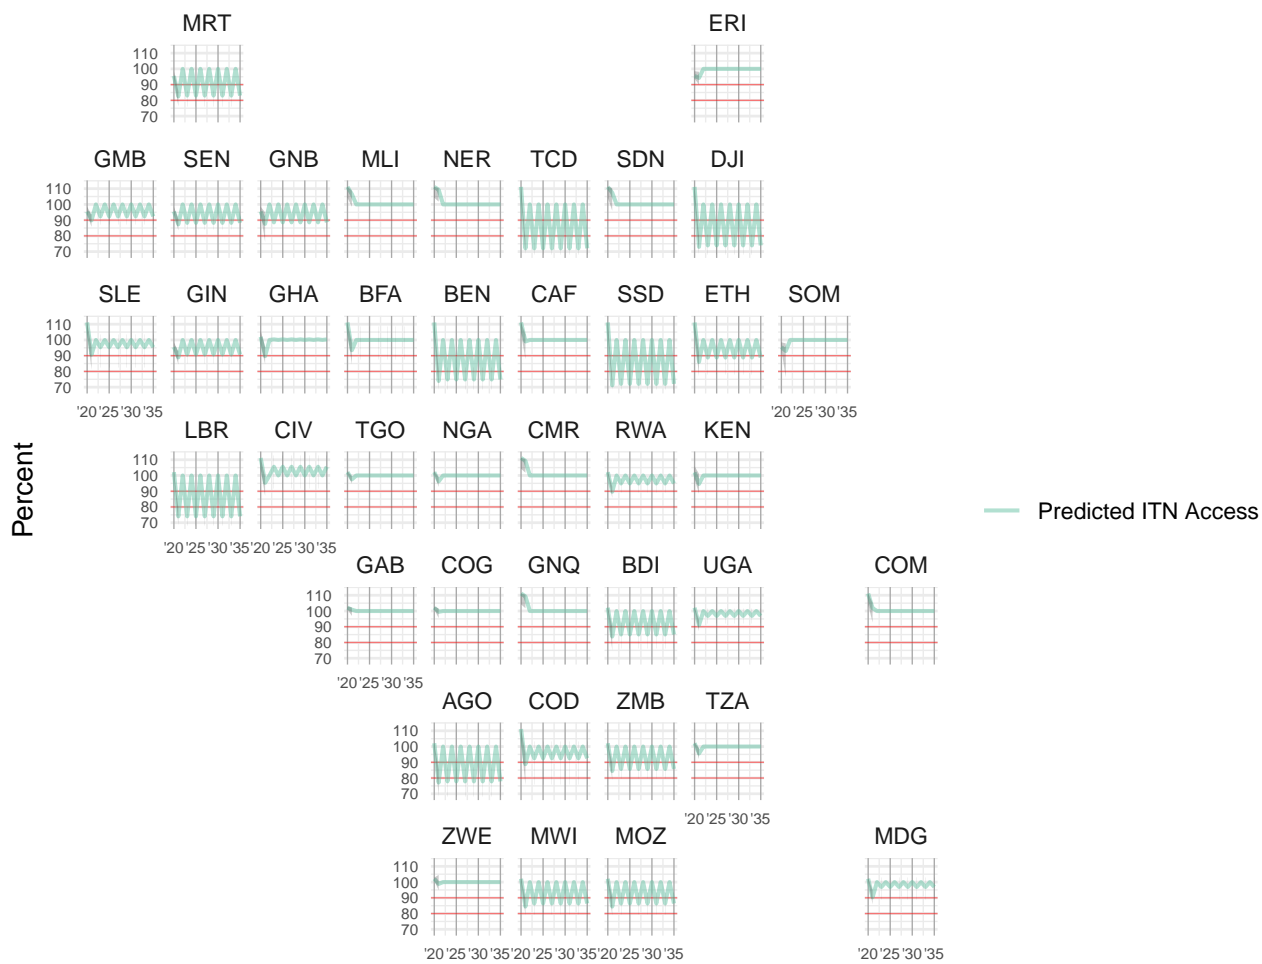 MRT ERI
110
100
90
80
70
GMB SEN GNB MLI NER TCD SDN DJI
110
100
90
80
70
SLE GIN GHA BFA BEN CAF SSD ETH SOM
110
100
90
80
70
'20 '25 '30 '35 '20 '25 '30 '35
LBR CIV TGO NGA CMR RWA KEN
110
100
90
80
70
'20 '25 '30 '35 '20 '25 '30 '35
Percent
Predicted ITN Access
GAB COG GNQ BDI UGA COM
110
100
90
80
70
'20 '25 '30 '35
AGO COD ZMB TZA
110
100
90
80
70
'20 '25 '30 '35
ZWE MWI MOZ MDG
110
100
90
80
70
'20 '25 '30 '35 '20 '25 '30 '35 '20 '25 '30 '35 '20 '25 '30 '35